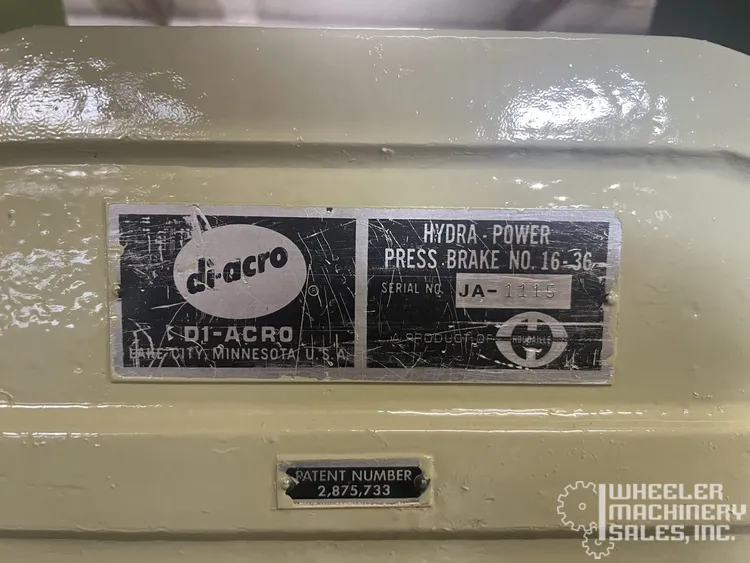 di-acro
©
DI-ACRO
LAKE CITY, MINNESOTA, U.S.A.
HYDRA-POWER
PRESS BRAKE NO. 16-36
SERIAL NO. JA-1115
A PRODUCT OF
HOUDAILLE
PATENT NUMBER
2,875,733
WHEELER
MACHINERY
SALES, INC.